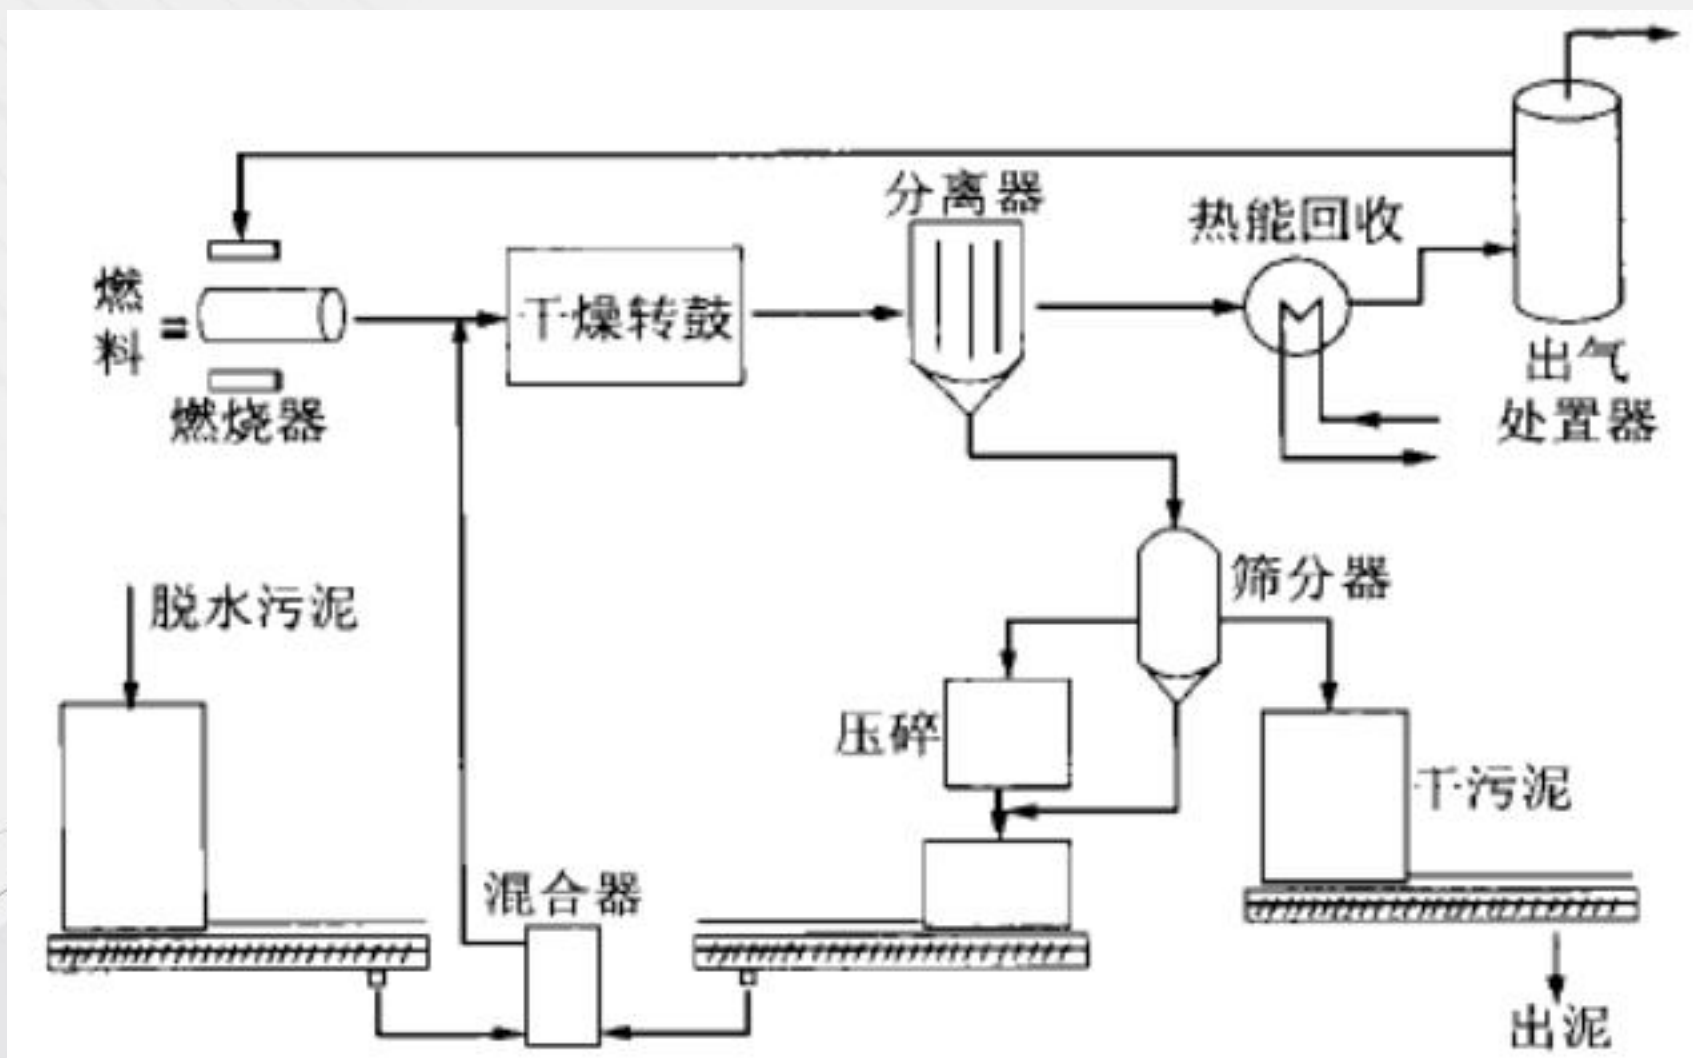 分离器
热能回收
燃
料
干燥转鼓
燃烧器
出气
处置器
筛分器
脱水污泥
压碎
干污泥
混合器
出泥